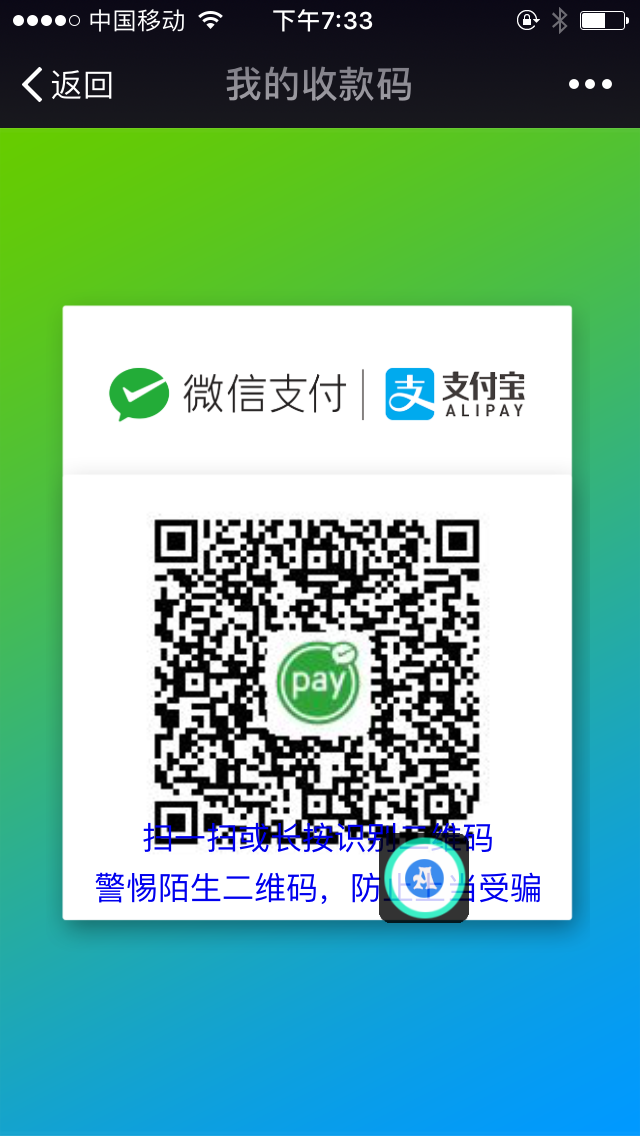 中国移动 下午7:33
返回 我的收款码
微信支付 支付宝
ALIPAY
pay
扫一扫或长按识别二维码
警惕陌生二维码，防止上当受骗